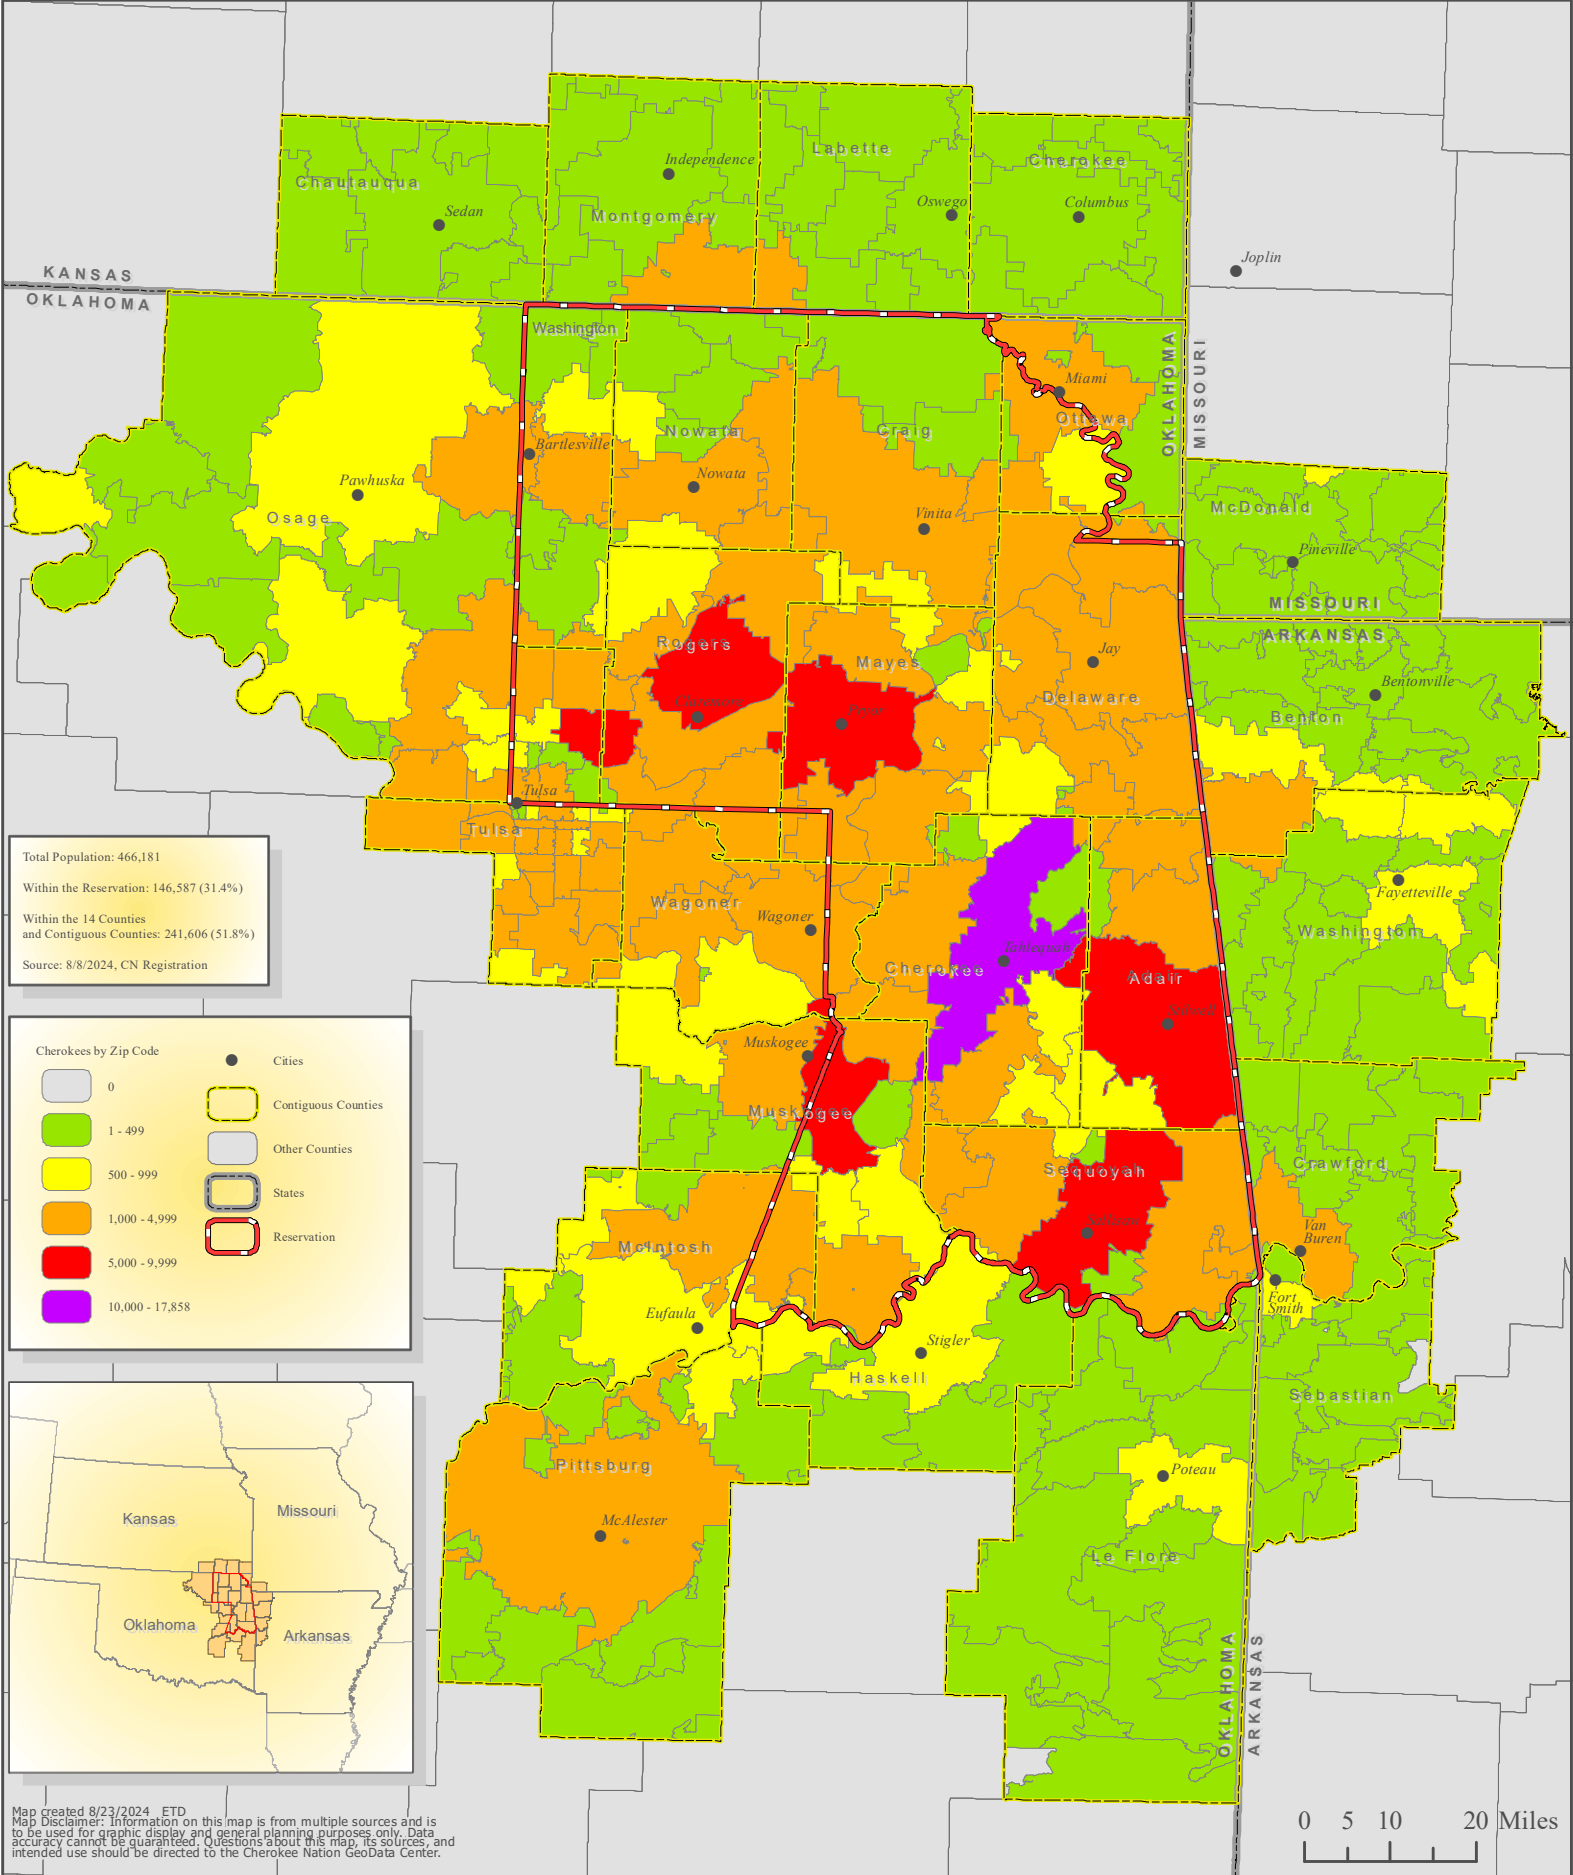 Chautauqua
Sedan
Independence
Montgomery
Labette
Oswego
Cherokee
Columbus
Joplin
KANSAS
OKLAHOMA
Washington
Miami
Ottawa
OKLAHOMA
MISSOURI
Bartlesville
Nowata
Nowata
Craig
Vinita
Pawhuska
Osage
McDonald
Pineville
MISSOURI
ARKANSAS
Rogers
Claremore
Mayes
Pryor
Jay
Delaware
Bentonville
Benton
Tulsa
Tulsa
Wagoner
Wagoner
Cherokee
Tahlequah
Adair
Stilwell
Fayetteville
Washington
Muskogee
Muskogee
Sequoyah
Sallisaw
Crawford
Van
Buren
Fort
Smith
McIntosh
Eufaula
Stigler
Haskell
Sebastian
Pittsburg
McAlester
Poteau
Le Flore
OKLAHOMA
ARKANSAS
Total Population: 466,181
Within the Reservation: 146,587 (31.4%)
Within the 14 Counties
and Contiguous Counties: 241,606 (51.8%)
Source: 8/8/2024, CN Registration
Cherokees by Zip Code
0
1 - 499
500 - 999
1,000 - 4,999
5,000 - 9,999
10,000 - 17,858
Cities
Contiguous Counties
Other Counties
States
Reservation
Kansas
Missouri
Oklahoma
Arkansas
Map created 8/23/2024 ETD
Map Disclaimer: Information on this map is from multiple sources and is
to be used for graphic display and general planning purposes only. Data
accuracy cannot be guaranteed. Questions about this map, its sources, and
intended use should be directed to the Cherokee Nation GeoData Center.
0 5 10 20 Miles